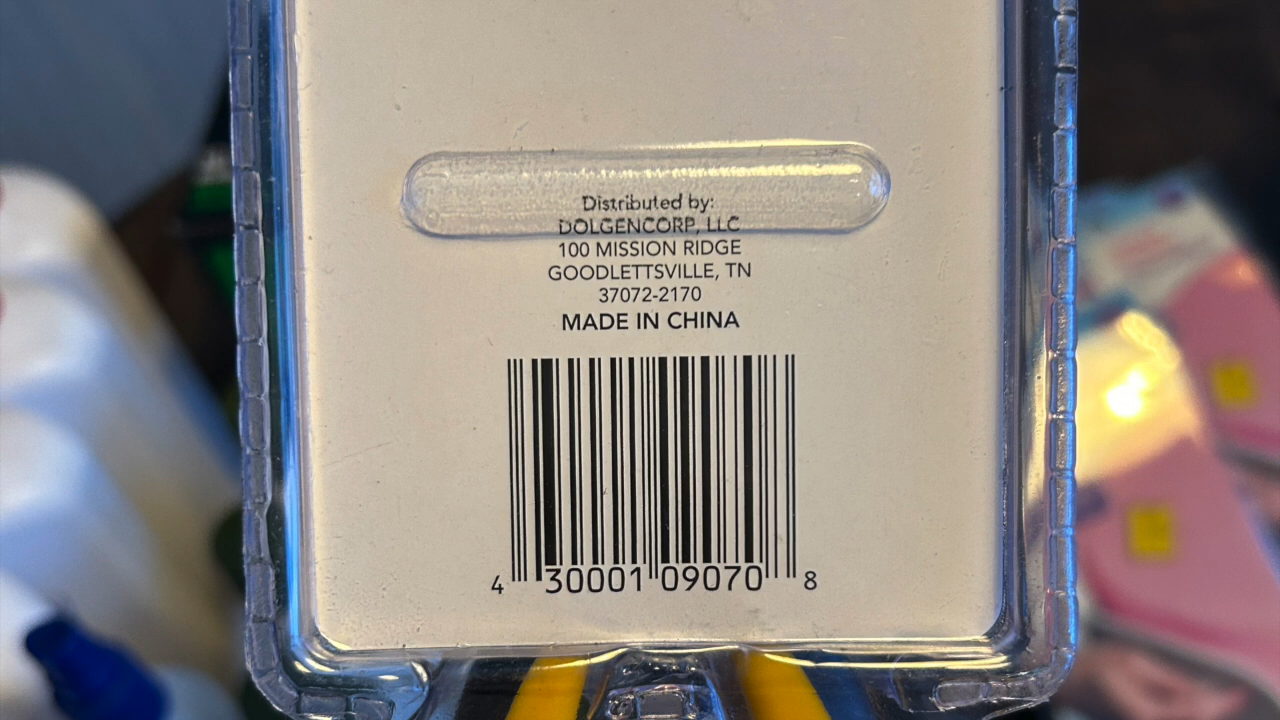 Distributed by:
DOLGENCORP, LLC
100 MISSION RIDGE
GOODLETTSVILLE, TN
37072-2170
MADE IN CHINA
4 30001 09070 8